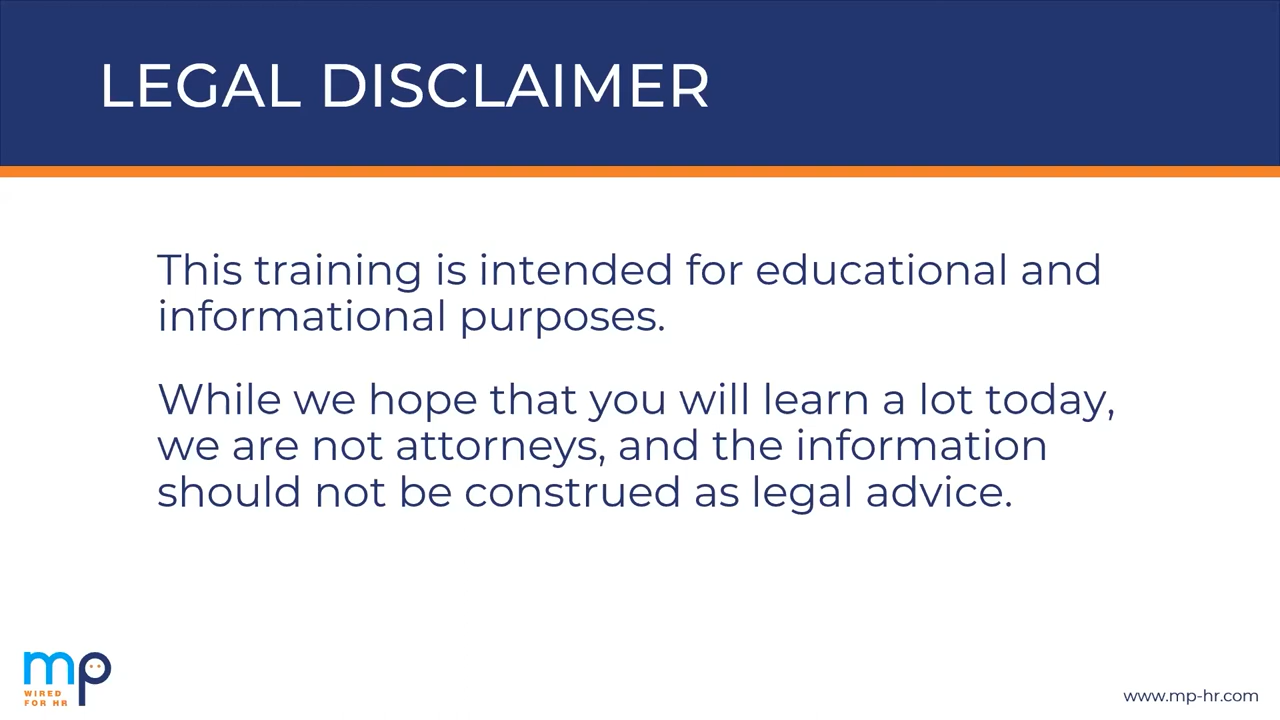 LEGAL DISCLAIMER
This training is intended for educational and
informational purposes.
While we hope that you will learn a lot today,
we are not attorneys, and the information
should not be construed as legal advice.
mp
WIRED
FOR HR
www.mp-hr.com